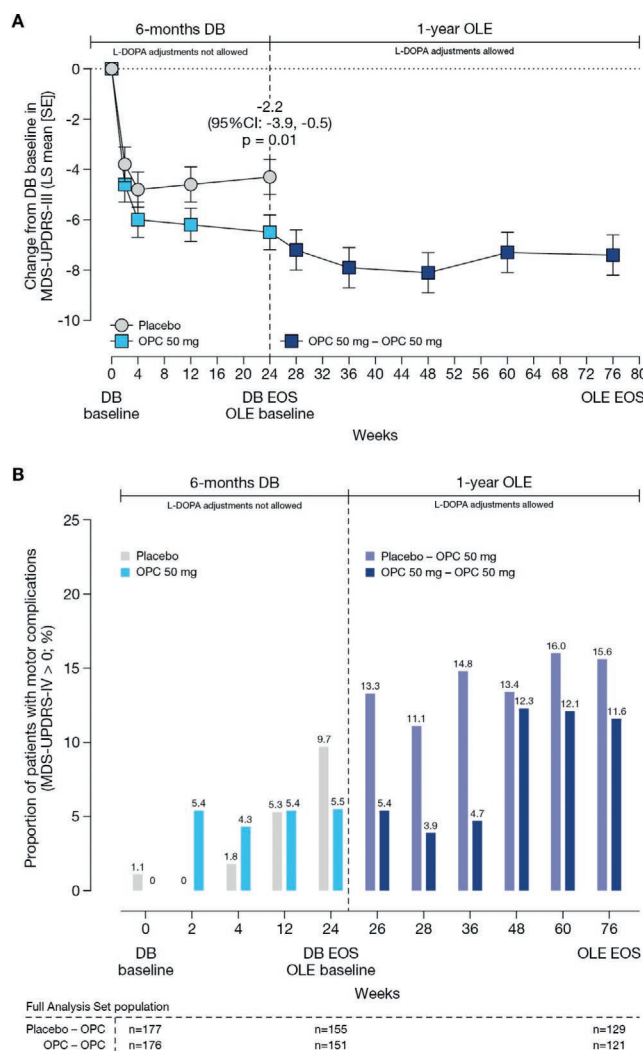 A
6-months DB
1-year OLE
L-DOPA adjustments not allowed
L-DOPA adjustments allowed
Change from DB baseline in
MDS-UPDRS-III (LS mean [SE])
0
-2
-4
-6
-8
-10
-2.2
(95%CI: -3.9, -0.5)
p = 0.01
Placebo
OPC 50 mg
OPC 50 mg – OPC 50 mg
0 4 8 12 16 20 24 28 32 36 40 44 48 52 56 60 64 68 72 76 80
DB baseline
DB EOS
OLE baseline
OLE EOS
Weeks
B
6-months DB
1-year OLE
L-DOPA adjustments not allowed
L-DOPA adjustments allowed
Proportion of patients with motor complications
(MDS-UPDRS-IV > 0; %)
25
20
15
10
5
0
Placebo
OPC 50 mg
Placebo – OPC 50 mg
OPC 50 mg – OPC 50 mg
1.1 0 0 5.4 1.8 4.3 5.3 5.4 9.7 5.5 13.3 5.4 11.1 3.9 14.8 4.7 13.4 12.3 16.0 12.1 15.6 11.6
0 2 4 12 24 26 28 36 48 60 76
DB baseline
DB EOS
OLE baseline
OLE EOS
Weeks
Full Analysis Set population
Placebo – OPC n=177 n=155 n=129
OPC – OPC n=176 n=151 n=121